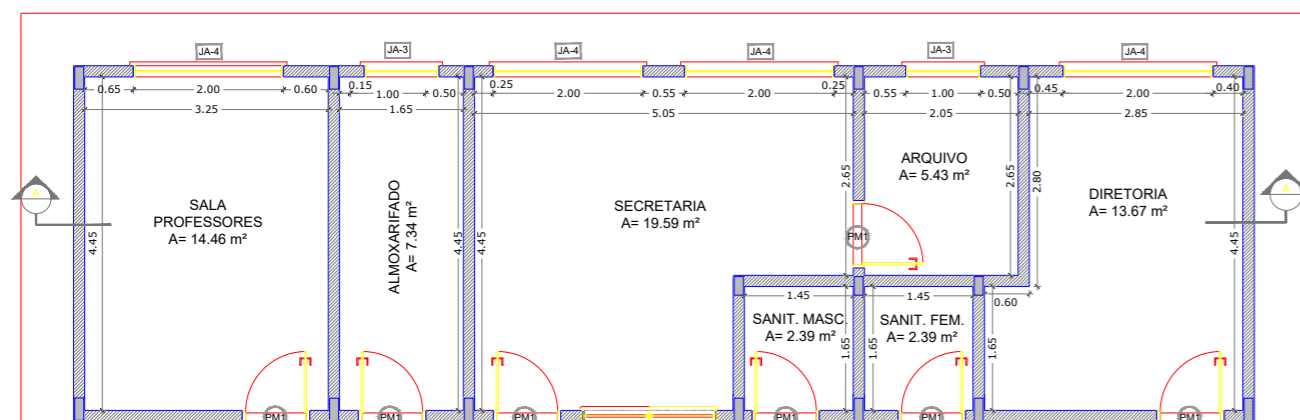 JA-4
JA-3
JA-4
JA-4
JA-3
JA-4
0.65
2.00
0.60
0.15
1.00
0.50
0.25
2.00
0.55
2.00
0.25
0.55
1.00
0.50
0.45
2.00
0.40
3.25
1.65
5.05
2.05
2.85
A
SALA
PROFESSORES
A= 14.46 m²
4.45
ALMOXARIFADO
A= 7.34 m²
4.45
4.45
SECRETARIA
A= 19.59 m²
2.65
ARQUIVO
A= 5.43 m²
2.65
2.80
DIRETORIA
A= 13.67 m²
4.45
A
PM1
1.45
1.45
0.60
SANIT. MASC.
A= 2.39 m²
1.65
SANIT. FEM.
A= 2.39 m²
1.65
1.65
PM1
PM1
PM1
PM1
PM1
PM1